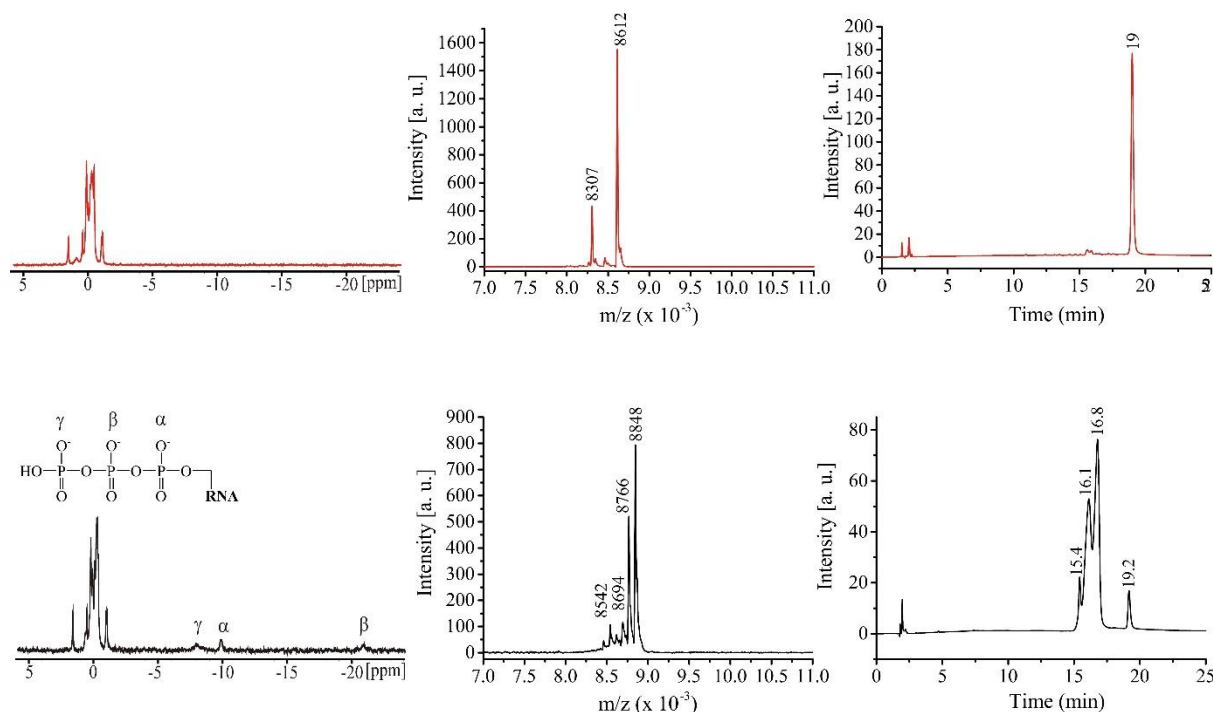 5 0 -5 -10 -15 -20 [ppm]
Intensity [a. u.]
1600
1400
1200
1000
800
600
400
200
0
8307
8612
7.0 7.5 8.0 8.5 9.0 9.5 10.0 10.5 11.0
m/z (x 10-3)
Intensity [a. u.]
200
180
160
140
120
100
80
60
40
20
0
19
0 5 10 15 20
Time (min)
γ β α
O- O- O-
HO-P-O-P-O-P-O
O O O RNA
γ α β
5 0 -5 -10 -15 -20 [ppm]
Intensity [a. u.]
900
800
700
600
500
400
300
200
100
0
8542
8694
8766
8848
7.0 7.5 8.0 8.5 9.0 9.5 10.0 10.5 11.0
m/z (x 10-3)
Intensity [a. u.]
80
60
40
20
0
15.4
16.1
16.8
19.2
0 5 10 15 20 25
Time (min)